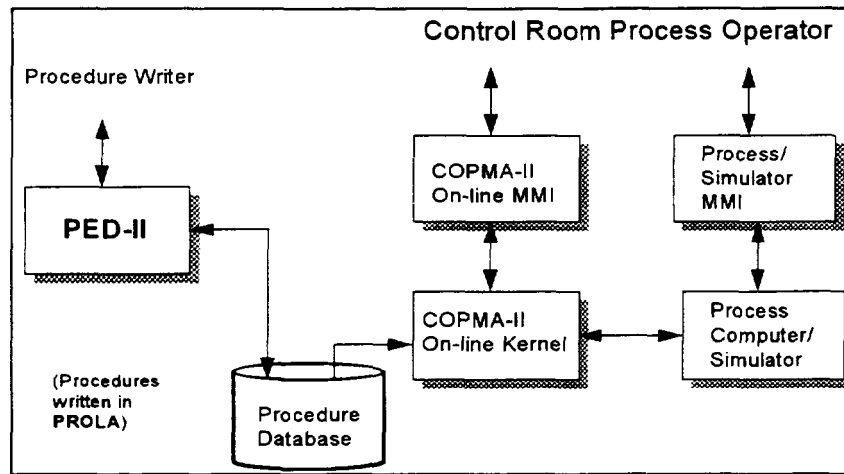 Control Room Process Operator
Procedure Writer
PED-II
COPMA-II
On-line MMI
Process/
Simulator
MMI
COPMA-II
On-line Kernel
Process
Computer/
Simulator
(Procedures
written in
PROLA)
Procedure
Database